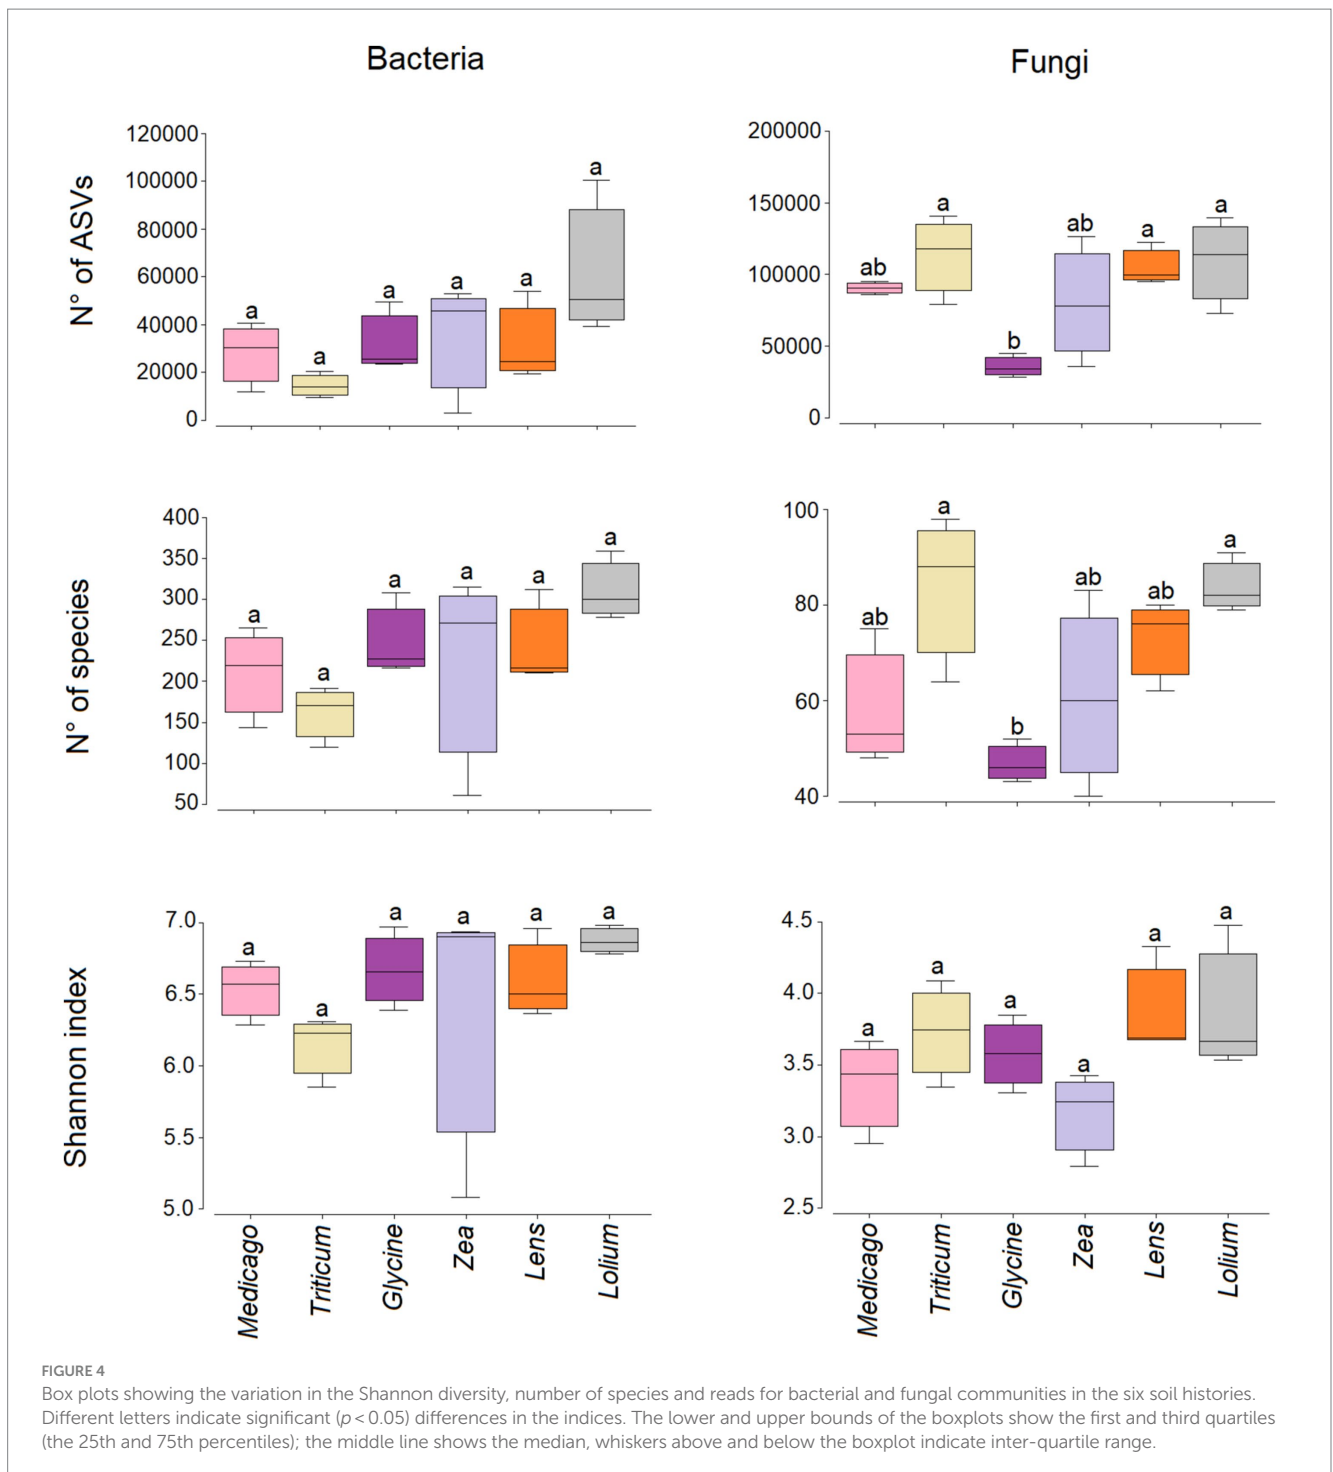 Bacteria
Fungi
N° of ASVs
120000
100000
80000
60000
40000
20000
0
a a a a a a
200000
150000
100000
50000
0
ab a b ab a a
N° of species
400
350
300
250
200
150
100
50
a a a a a a
100
80
60
40
ab a b ab ab a
Shannon index
7.0
6.5
6.0
5.5
5.0
a a a a a a
4.5
4.0
3.5
3.0
2.5
a a a a a a
Medicago Triticum Glycine Zea Lens Lolium
Medicago Triticum Glycine Zea Lens Lolium
FIGURE 4
Box plots showing the variation in the Shannon diversity, number of species and reads for bacterial and fungal communities in the six soil histories.
Different letters indicate significant (p < 0.05) differences in the indices. The lower and upper bounds of the boxplots show the first and third quartiles
(the 25th and 75th percentiles); the middle line shows the median, whiskers above and below the boxplot indicate inter-quartile range.